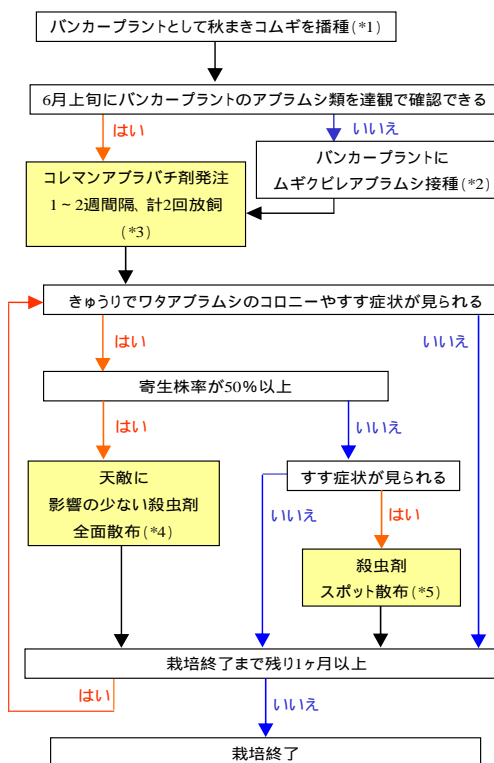 バンカープラントとして秋まきコムギを播種(*1)
6月上旬にバンカープラントのアブラムシ類を達観で確認できる
はい
いいえ
コレマンアブラバチ剤発注
1~2週間隔、計2回放飼
(*3)
バンカープラントに
ムギクビレアブラムシ接種(*2)
きゅうりでワタアブラムシのコロニーやすす症状が見られる
はい
いいえ
寄生株率が50%以上
はい
いいえ
天敵に
影響の少ない殺虫剤
全面散布(*4)
すす症状が見られる
いいえ
はい
殺虫剤
スポット散布(*5)
栽培終了まで残り1ヶ月以上
はい
いいえ
栽培終了